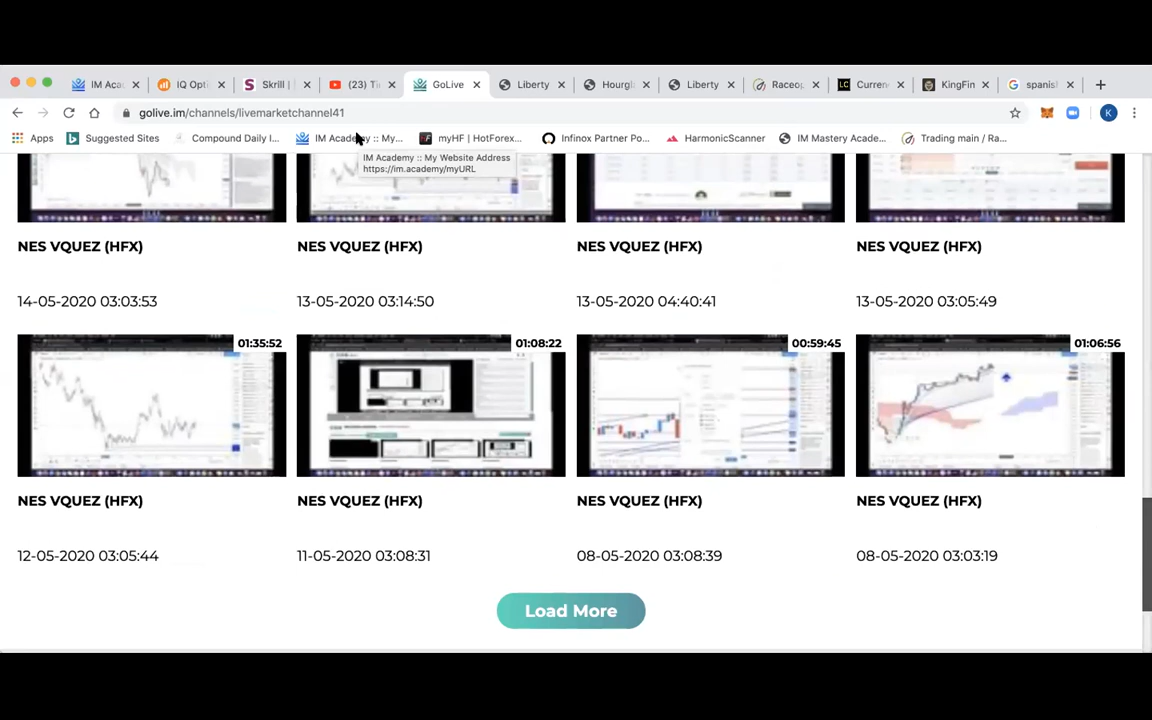 IM Aca
IQ Opti
Skrill |
(23) Ti
GoLive
Liberty
Hourgl
Liberty
Raceop
Curren
KingFin
spanis
golive.im/channels/livemarketchannel41
K
Apps
Suggested Sites
Compound Daily I...
IM Academy :: My...
myHF | HotForex...
Infinox Partner Po...
HarmonicScanner
IM Mastery Acade...
Trading main / Ra...
IM Academy :: My Website Address
https://im.academy/myURL
NES VQUEZ (HFX) NES VQUEZ (HFX) NES VQUEZ (HFX) NES VQUEZ (HFX)
14-05-2020 03:03:53 13-05-2020 03:14:50 13-05-2020 04:40:41 13-05-2020 03:05:49
01:35:52 01:08:22 00:59:45 01:06:56
NES VQUEZ (HFX) NES VQUEZ (HFX) NES VQUEZ (HFX) NES VQUEZ (HFX)
12-05-2020 03:05:44 11-05-2020 03:08:31 08-05-2020 03:08:39 08-05-2020 03:03:19
Load More